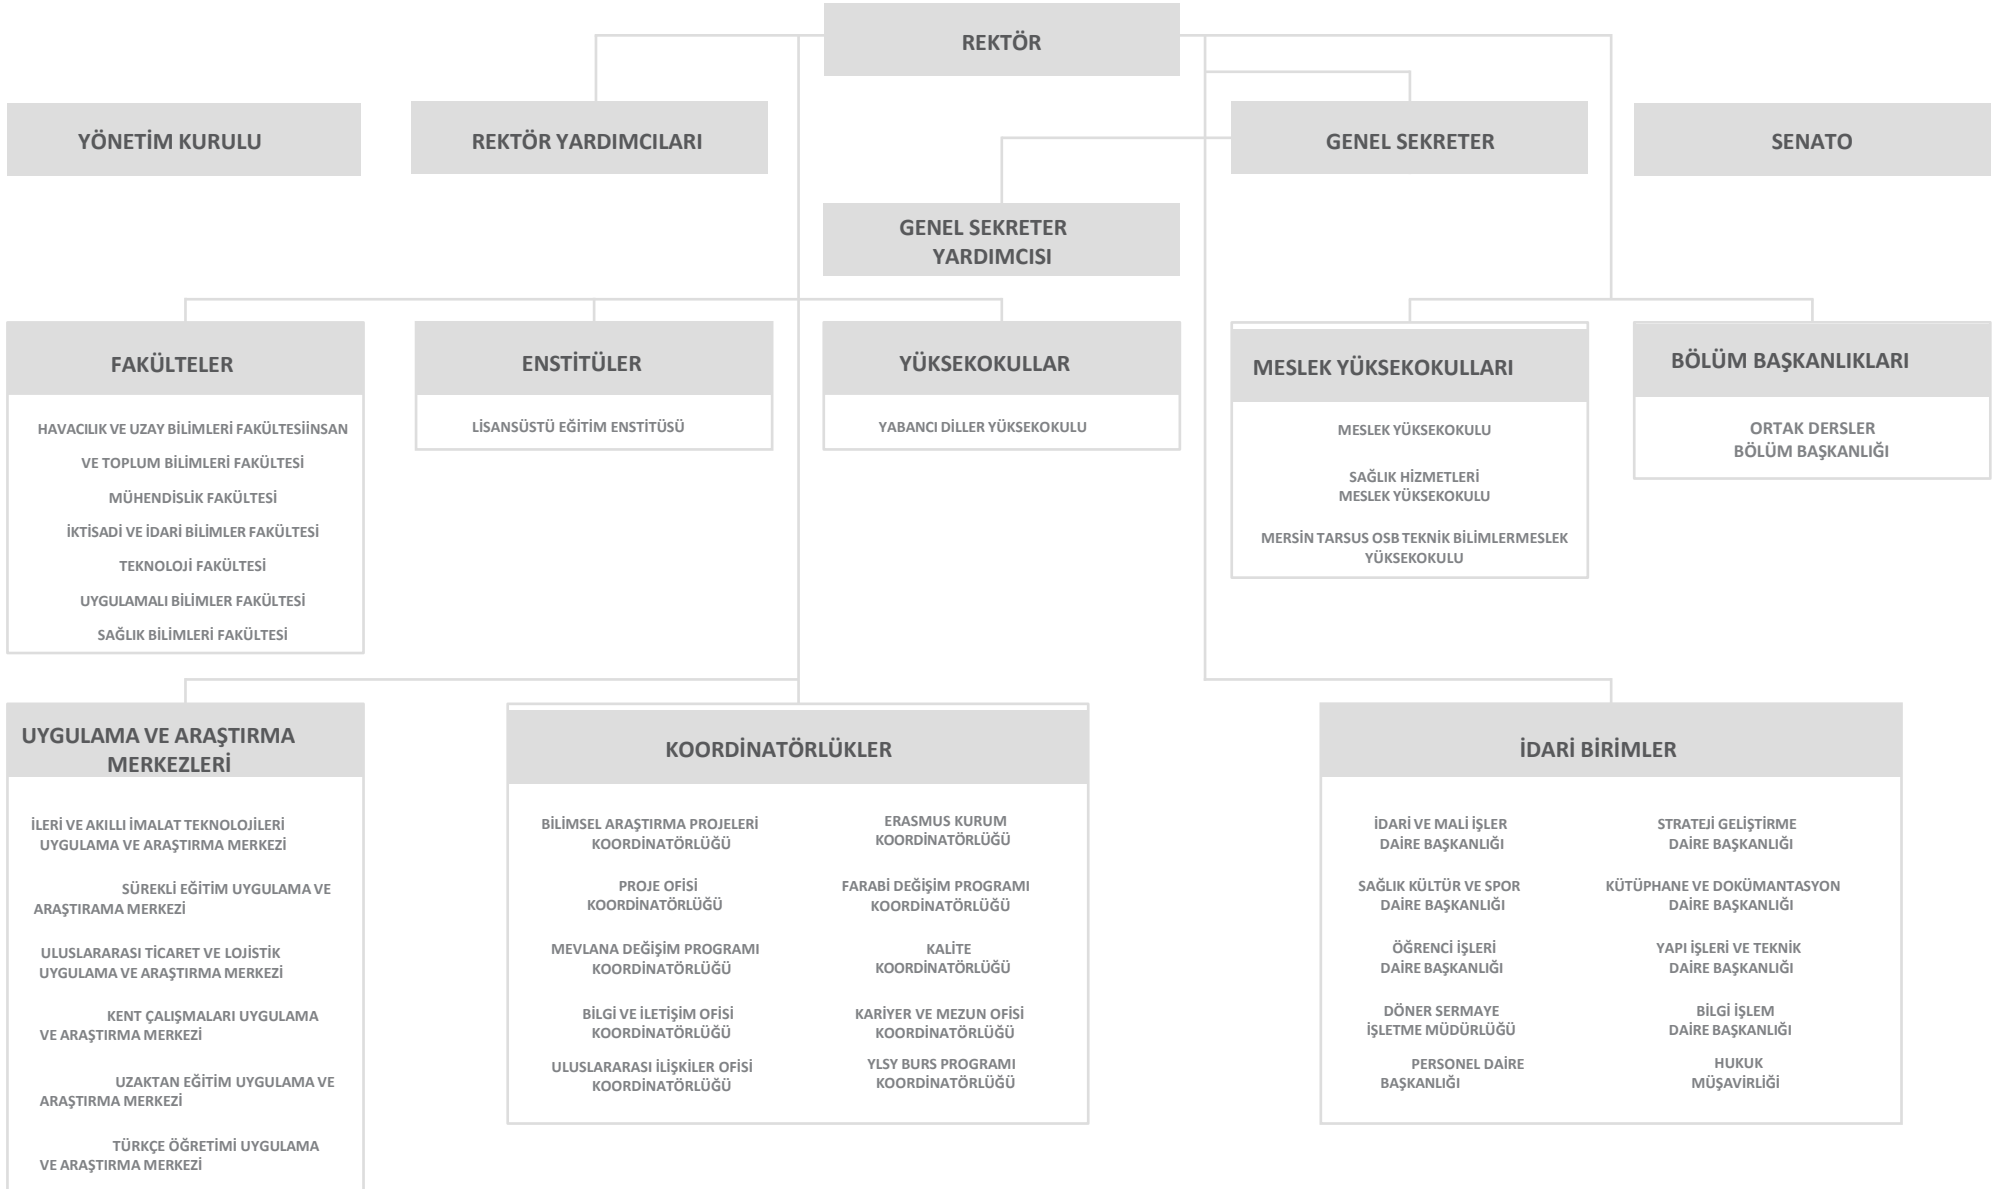 REKTÖR
YÖNETİM KURULU
REKTÖR YARDIMCILARI
GENEL SEKRETER
SENATO
GENEL SEKRETER
YARDIMCISI
FAKÜLTELER
HAVACILIK VE UZAY BİLİMLERİ FAKÜLTESİİNSAN
VE TOPLUM BİLİMLERİ FAKÜLTESİ
MÜHENDİSLİK FAKÜLTESİ
İKTİSADİ VE İDARİ BİLİMLER FAKÜLTESİ
TEKNOLOJİ FAKÜLTESİ
UYGULAMALI BİLİMLER FAKÜLTESİ
SAĞLIK BİLİMLERİ FAKÜLTESİ
ENSTİTÜLER
LİSANSÜSTÜ EĞİTİM ENSTİTÜSÜ
YÜKSEKOKULLAR
YABANCI DİLLER YÜKSEKOKULU
MESLEK YÜKSEKOKULLARI
MESLEK YÜKSEKOKULU
SAĞLIK HİZMETLERİ
MESLEK YÜKSEKOKULU
MERSİN TARSUS OSB TEKNİK BİLİMLERMESLEK
YÜKSEKOKULU
BÖLÜM BAŞKANLIKLARI
ORTAK DERSLER
BÖLÜM BAŞKANLIĞI
UYGULAMA VE ARAŞTIRMA
MERKEZLERİ
İLERİ VE AKILLI İMALAT TEKNOLOJİLERİ
UYGULAMA VE ARAŞTIRMA MERKEZİ
SÜREKLİ EĞİTİM UYGULAMA VE
ARAŞTIRAMA MERKEZİ
ULUSLARARASI TİCARET VE LOJİSTİK
UYGULAMA VE ARAŞTIRMA MERKEZİ
KENT ÇALIŞMALARI UYGULAMA
VE ARAŞTIRMA MERKEZİ
UZAKTAN EĞİTİM UYGULAMA VE
ARAŞTIRMA MERKEZİ
TÜRKÇE ÖĞRETİMİ UYGULAMA
VE ARAŞTIRMA MERKEZİ
KOORDİNATÖRLÜKLER
BİLİMSEL ARAŞTIRMA PROJELERİ
KOORDİNATÖRLÜĞÜ
PROJE OFİSİ
KOORDİNATÖRLÜĞÜ
MEVLANA DEĞİŞİM PROGRAMI
KOORDİNATÖRLÜĞÜ
BİLGİ VE İLETİŞİM OFİSİ
KOORDİNATÖRLÜĞÜ
ULUSLARARASI İLİŞKİLER OFİSİ
KOORDİNATÖRLÜĞÜ
ERASMUS KURUM
KOORDİNATÖRLÜĞÜ
FARABİ DEĞİŞİM PROGRAMI
KOORDİNATÖRLÜĞÜ
KALİTE
KOORDİNATÖRLÜĞÜ
KARİYER VE MEZUN OFİSİ
KOORDİNATÖRLÜĞÜ
YLSY BURS PROGRAMI
KOORDİNATÖRLÜĞÜ
İDARİ BİRİMLER
İDARİ VE MALİ İŞLER
DAİRE BAŞKANLIĞI
SAĞLIK KÜLTÜR VE SPOR
DAİRE BAŞKANLIĞI
ÖĞRENCİ İŞLERİ
DAİRE BAŞKANLIĞI
DÖNER SERMAYE
İŞLETME MÜDÜRLÜĞÜ
PERSONEL DAİRE
BAŞKANLIĞI
STRATEJİ GELİŞTİRME
DAİRE BAŞKANLIĞI
KÜTÜPHANE VE DOKÜMANTASYON
DAİRE BAŞKANLIĞI
YAPI İŞLERİ VE TEKNİK
DAİRE BAŞKANLIĞI
BİLGİ İŞLEM
DAİRE BAŞKANLIĞI
HUKUK
MÜŞAVİRLİĞİ